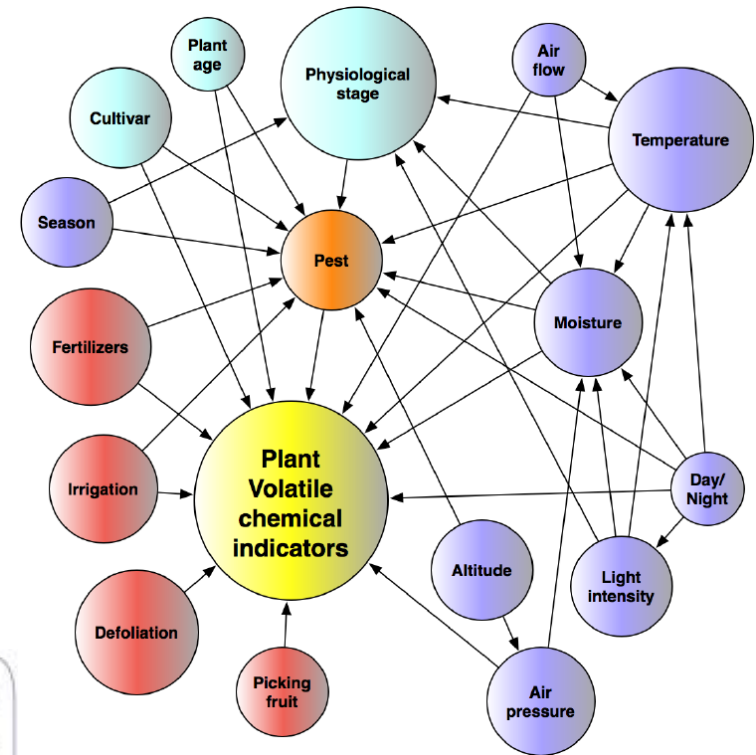 Plant
age
Physiological
stage
Air
flow
Cultivar
Temperature
Season
Pest
Moisture
Fertilizers
Plant
Volatile
chemical
indicators
Irrigation
Day/
Night
Altitude
Light
intensity
Defoliation
Picking
fruit
Air
pressure